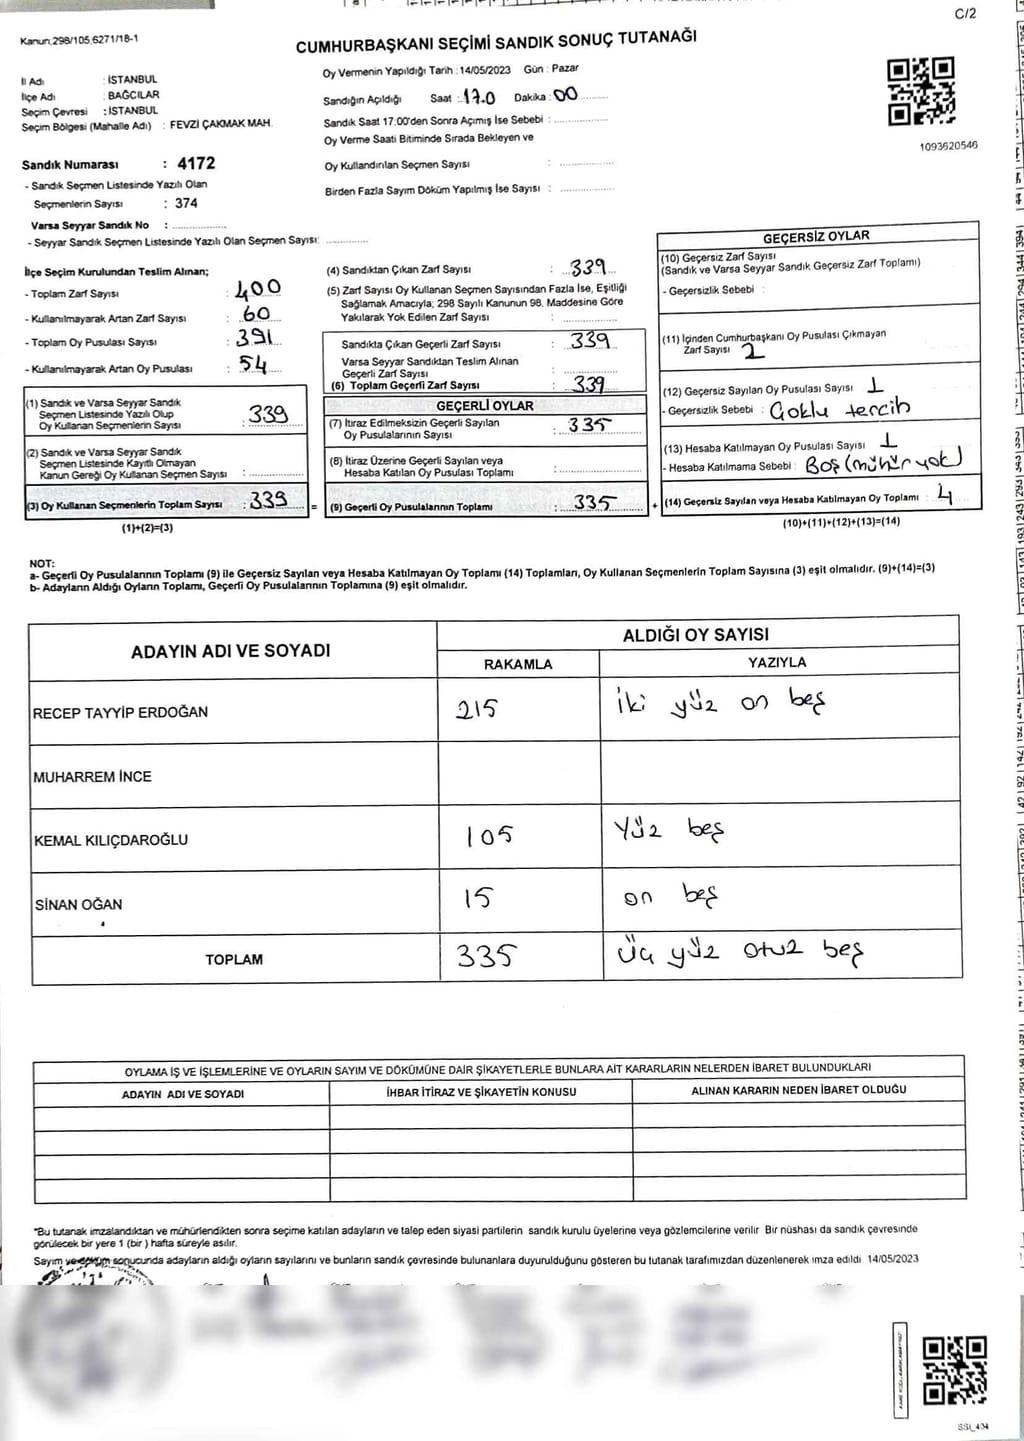 C/2
Kanun;298/105,6271/18-1
CUMHURBAŞKANI SEÇİMİ SANDIK SONUÇ TUTANAĞI
İl Adı : İSTANBUL
İlçe Adı : BAĞCILAR
Seçim Çevresi : İSTANBUL
Seçim Bölgesi (Mahalle Adı) : FEVZİ ÇAKMAK MAH.
Sandık Numarası : 4172
- Sandık Seçmen Listesinde Yazılı Olan
Seçmenlerin Sayısı : 374
Varsa Seyyar Sandık No :
- Seyyar Sandık Seçmen Listesinde Yazılı Olan Seçmen Sayısı:
Oy Vermenin Yapıldığı Tarih :14/05/2023 Gün : Pazar
Sandığın Açıldığı Saat : 17.0 Dakika : 00
Sandık Saat 17:00'den Sonra Açımış İse Sebebi :
Oy Verme Saati Bitiminde Sırada Bekleyen ve
Oy Kullandırılan Seçmen Sayısı :
Birden Fazla Sayım Döküm Yapılmış İse Sayısı :
1093620546
İlçe Seçim Kurulundan Teslim Alınan;
- Toplam Zarf Sayısı : 400
- Kullanılmayarak Artan Zarf Sayısı : 60
- Toplam Oy Pusulası Sayısı : 391
- Kullanılmayarak Artan Oy Pusulası : 54
(1) Sandık ve Varsa Seyyar Sandık
Seçmen Listesinde Yazılı Olup
Oy Kullanan Seçmenlerin Sayısı : 339
(2) Sandık ve Varsa Seyyar Sandık
Seçmen Listesinde Kayıtlı Olmayan
Kanun Gereği Oy Kullanan Seçmen Sayısı :
(3) Oy Kullanan Seçmenlerin Toplam Sayısı : 339
(1)+(2)=(3)
(4) Sandıktan Çıkan Zarf Sayısı : 339
(5) Zarf Sayısı Oy Kullanan Seçmen Sayısından Fazla İse, Eşitliği
Sağlamak Amacıyla; 298 Sayılı Kanunun 98. Maddesine Göre
Yakılarak Yok Edilen Zarf Sayısı :
Sandıkta Çıkan Geçerli Zarf Sayısı : 339
Varsa Seyyar Sandıktan Teslim Alınan
Geçerli Zarf Sayısı :
(6) Toplam Geçerli Zarf Sayısı : 339
GEÇERLİ OYLAR
(7) İtiraz Edilmeksizin Geçerli Sayılan
Oy Pusulalarının Sayısı : 335
(8) İtiraz Üzerine Geçerli Sayılan veya
Hesaba Katılan Oy Pusulası Toplamı :
= (9) Geçerli Oy Pusulalarının Toplamı : 335
GEÇERSİZ OYLAR
(10) Geçersiz Zarf Sayısı
(Sandık ve Varsa Seyyar Sandık Geçersiz Zarf Toplamı)
- Geçersizlik Sebebi :
(11) İçinden Cumhurbaşkanı Oy Pusulası Çıkmayan
Zarf Sayısı 2
(12) Geçersiz Sayılan Oy Pusulası Sayısı : 1
- Geçersizlik Sebebi : Çoklu tercih
(13) Hesaba Katılmayan Oy Pusulası Sayısı : 1
- Hesaba Katılmama Sebebi : Boş (mühür yok)
+ (14) Geçersiz Sayılan veya Hesaba Katılmayan Oy Toplamı : 4
(10)+(11)+(12)+(13)=(14)
NOT:
a- Geçerli Oy Pusulalarının Toplamı (9) ile Geçersiz Sayılan veya Hesaba Katılmayan Oy Toplamı (14) Toplamları, Oy Kullanan Seçmenlerin Toplam Sayısına (3) eşit olmalıdır. (9)+(14)=(3)
b- Adayların Aldığı Oyların Toplamı, Geçerli Oy Pusulalarının Toplamına (9) eşit olmalıdır.
ADAYIN ADI VE SOYADI ALDIĞI OY SAYISI
RAKAMLA YAZIYLA
RECEP TAYYİP ERDOĞAN 215 iki yüz on beş
MUHARREM İNCE
KEMAL KILIÇDAROĞLU 105 Yüz beş
SİNAN OĞAN 15 on beş
TOPLAM 335 üç yüz otuz beş
OYLAMA İŞ VE İŞLEMLERİNE VE OYLARIN SAYIM VE DÖKÜMÜNE DAİR ŞİKAYETLERLE BUNLARA AİT KARARLARIN NELERDEN İBARET BULUNDUKLARI
ADAYIN ADI VE SOYADI İHBAR İTİRAZ VE ŞİKAYETİN KONUSU ALINAN KARARIN NEDEN İBARET OLDUĞU
*Bu tutanak imzalandıktan ve mühürlendikten sonra seçime katılan adayların ve talep eden siyasi partilerin sandık kurulu üyelerine veya gözlemcilerine verilir Bir nüshası da sandık çevresinde
görülecek bir yere 1 (bir ) hafta süreyle asılır.
Sayım ve döküm sonucunda adayların aldığı oyların sayılarını ve bunların sandık çevresinde bulunanlara duyurulduğunu gösteren bu tutanak tarafımızdan düzenlenerek imza edildi 14/05/2023